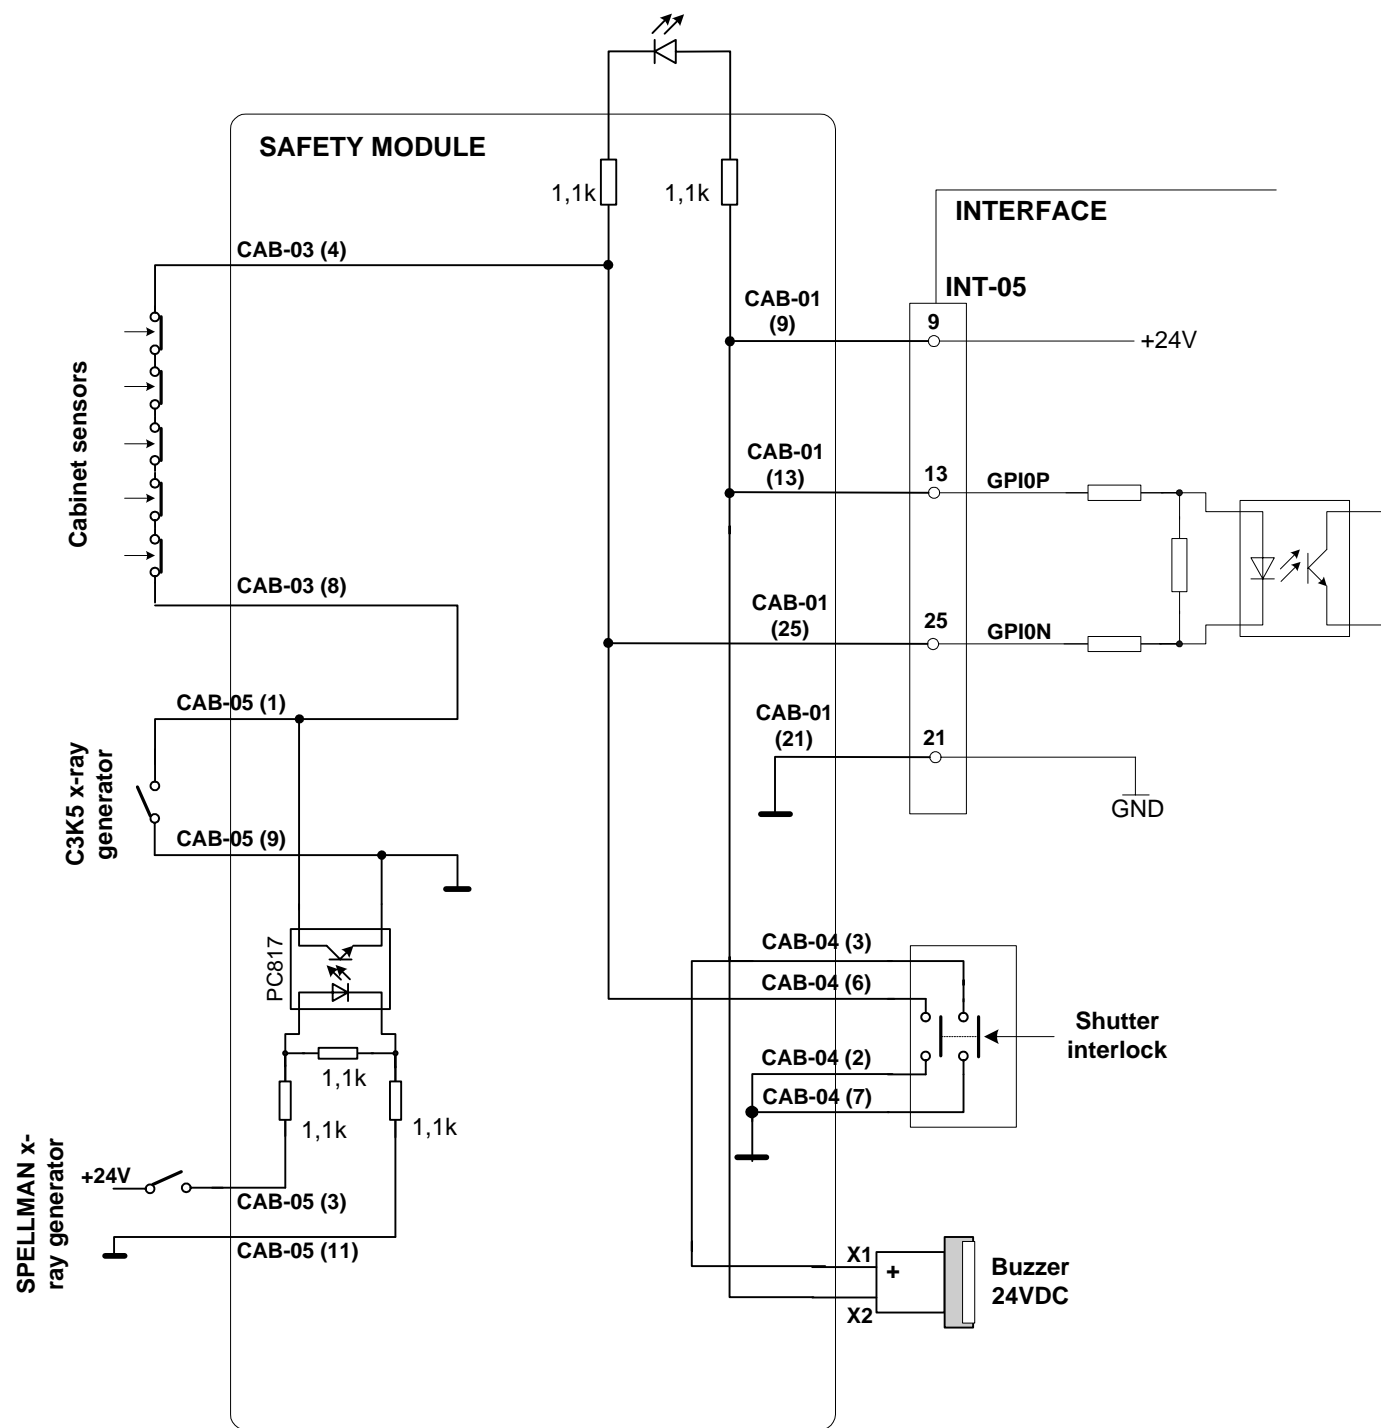 SAFETY MODULE
1,1k
1,1k
INTERFACE
CAB-03 (4)
INT-05
CAB-01
(9)
9
+24V
Cabinet sensors
CAB-01
(13)
13
GPI0P
CAB-03 (8)
CAB-01
(25)
25
GPI0N
CAB-05 (1)
CAB-01
(21)
21
GND
C3K5 x-ray
generator
CAB-05 (9)
PC817
CAB-04 (3)
CAB-04 (6)
Shutter
interlock
CAB-04 (2)
CAB-04 (7)
1,1k
1,1k
1,1k
SPELLMAN x-
ray generator
+24V
CAB-05 (3)
CAB-05 (11)
X1
+
X2
Buzzer
24VDC